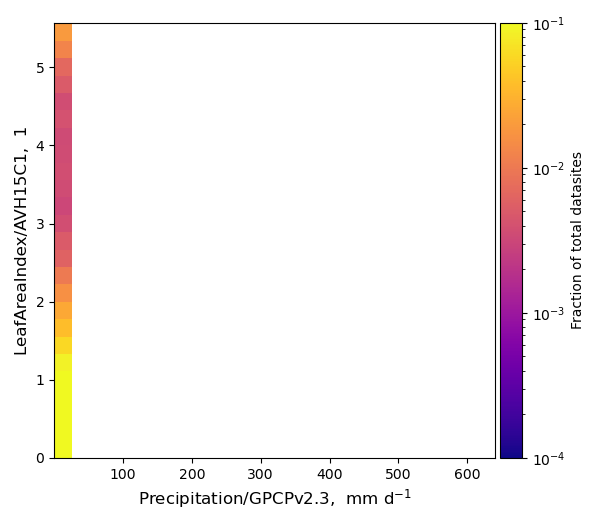 LeafAreaIndex/AVH15C1,  1
5
4
3
2
1
0
100 200 300 400 500 600
Precipitation/GPCPv2.3,  mm d⁻¹
10⁻¹
10⁻²
10⁻³
10⁻⁴
Fraction of total datasites